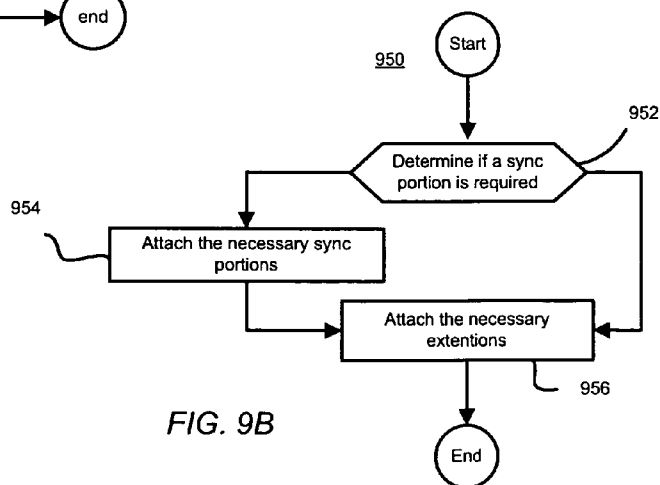 end
Start
950
952
Determine if a sync
portion is required
954
Attach the necessary sync
portions
Attach the necessary
extentions
956
FIG. 9B
End